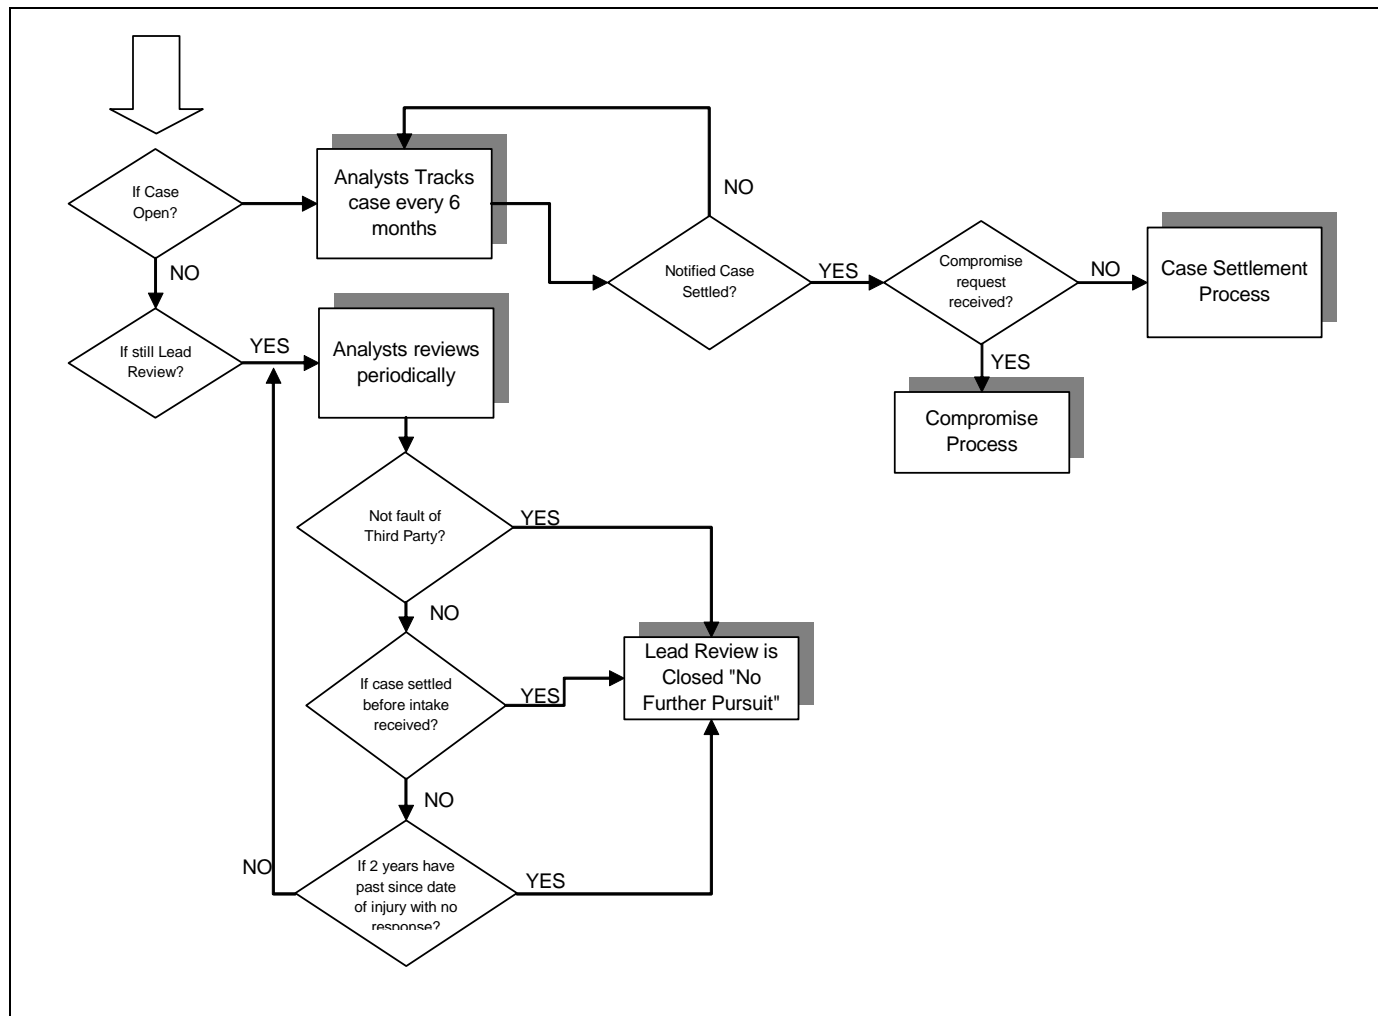 If Case
Open?
NO
Analysts Tracks
case every 6
months
NO
Notified Case
Settled?
YES
Compromise
request
received?
NO
Case Settlement
Process
YES
Compromise
Process
If still Lead
Review?
YES
Analysts reviews
periodically
Not fault of
Third Party?
YES
NO
If case settled
before intake
received?
YES
Lead Review is
Closed "No
Further Pursuit"
NO
If 2 years have
past since date
of injury with no
response?
NO
YES